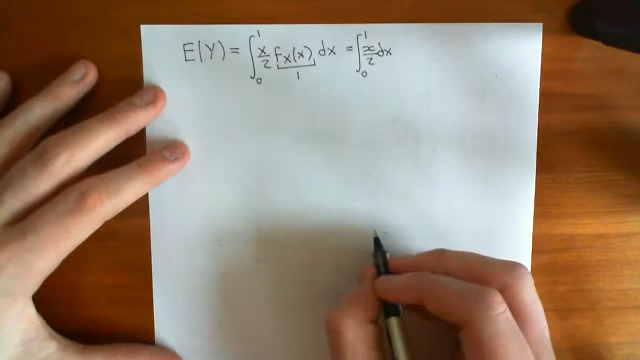 E(Y) = ∫₀¹ x/2 fₓ(x) dx = ∫₀¹ x/2 dx
1